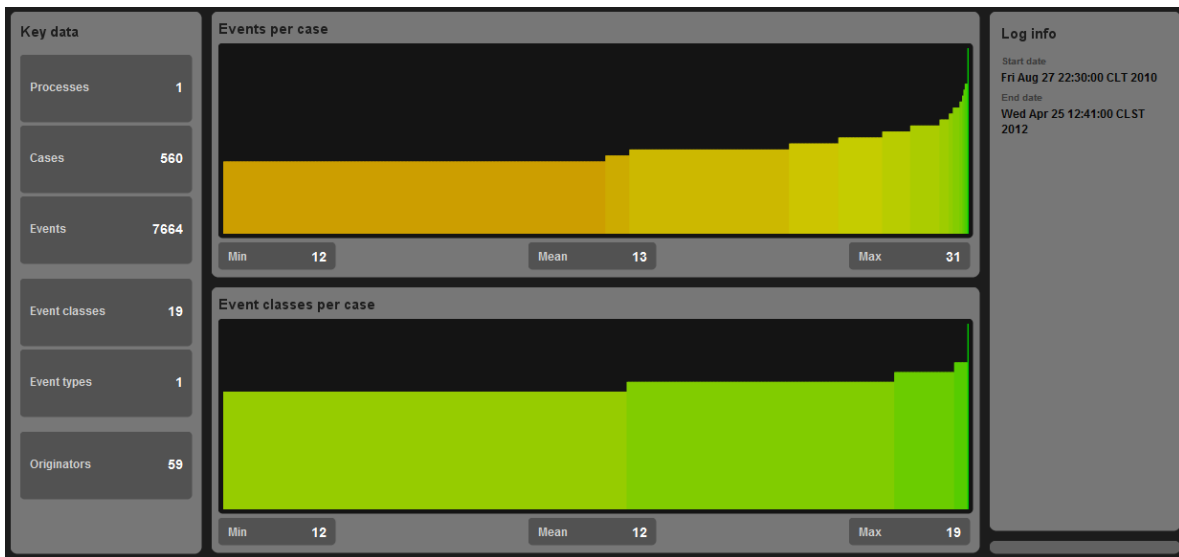 Key data
Processes 1
Cases 560
Events 7664
Event classes 19
Event types 1
Originators 59
Events per case
Min 12 Mean 13 Max 31
Event classes per case
Min 12 Mean 12 Max 19
Log info
Start date
Fri Aug 27 22:30:00 CLT 2010
End date
Wed Apr 25 12:41:00 CLST
2012